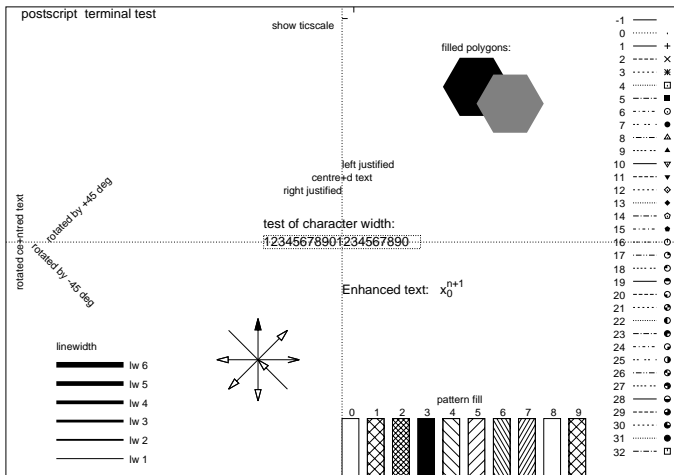 postscript terminal test
show ticscale
filled polygons:
left justified
centre+d text
right justified
test of character width:
12345678901234567890
rotated ce+ntred text
rotated by +45 deg
rotated by -45 deg
Enhanced text: x₀ⁿ⁺¹
linewidth
lw 6
lw 5
lw 4
lw 3
lw 2
lw 1
pattern fill
0 1 2 3 4 5 6 7 8 9
-1
0
1
2
3
4
5
6
7
8
9
10
11
12
13
14
15
16
17
18
19
20
21
22
23
24
25
26
27
28
29
30
31
32